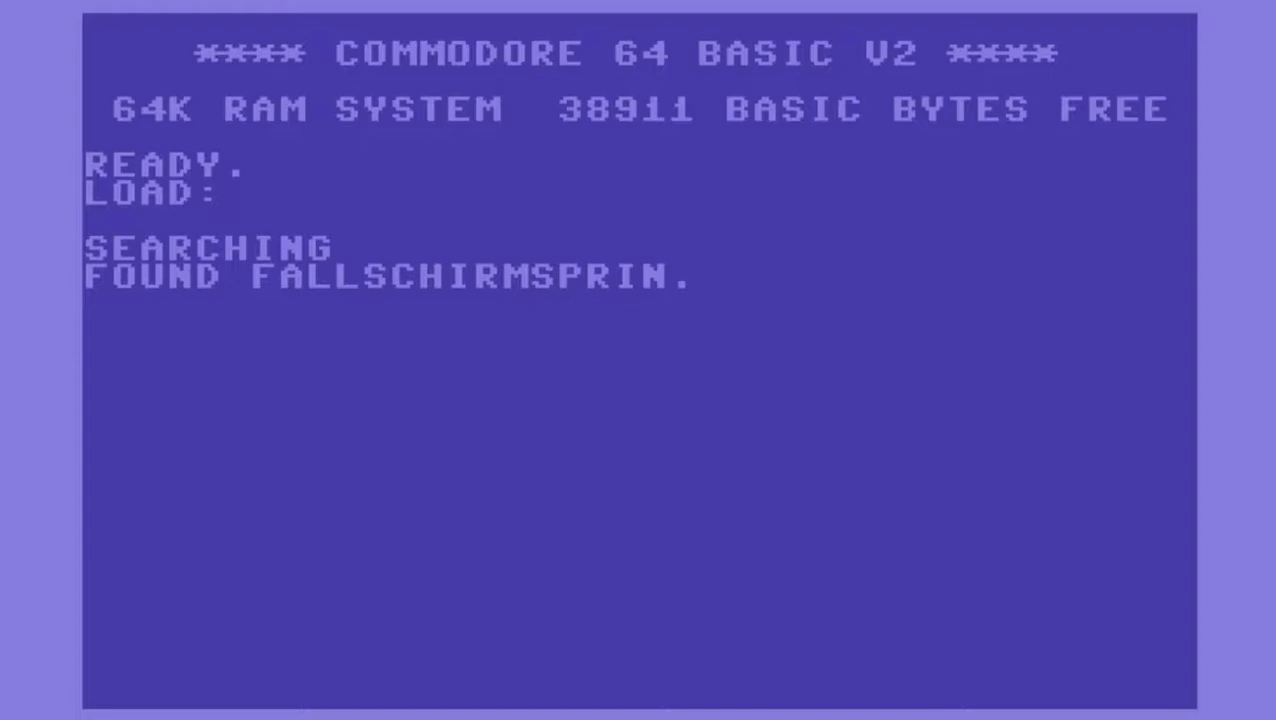 **** COMMODORE 64 BASIC V2 ****
64K RAM SYSTEM  38911 BASIC BYTES FREE
READY.
LOAD:
SEARCHING
FOUND FALLSCHIRMSPRIN.